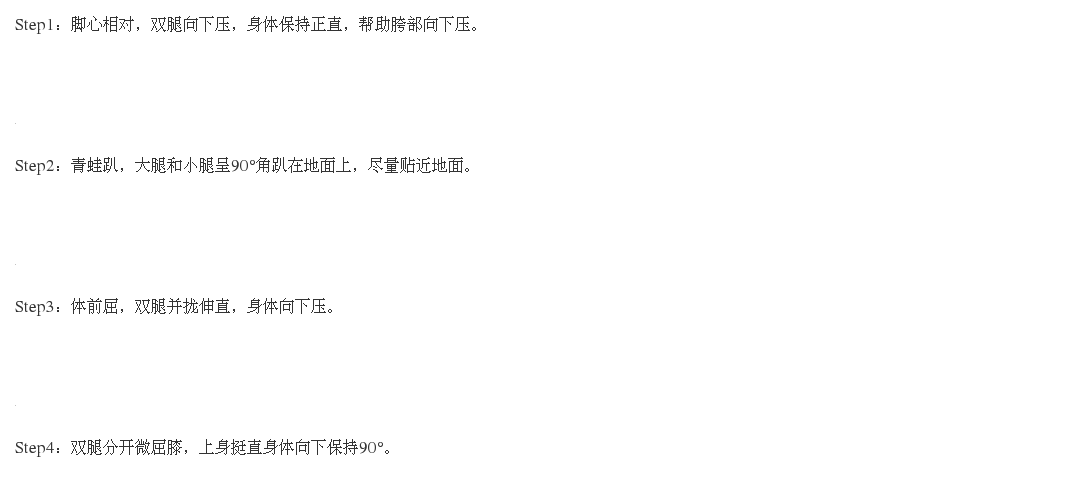 Step1：脚心相对，双腿向下压，身体保持正直，帮助胯部向下压。
Step2：青蛙趴，大腿和小腿呈90°角趴在地面上，尽量贴近地面。
Step3：体前屈，双腿并拢伸直，身体向下压。
Step4：双腿分开微屈膝，上身挺直身体向下保持90°。